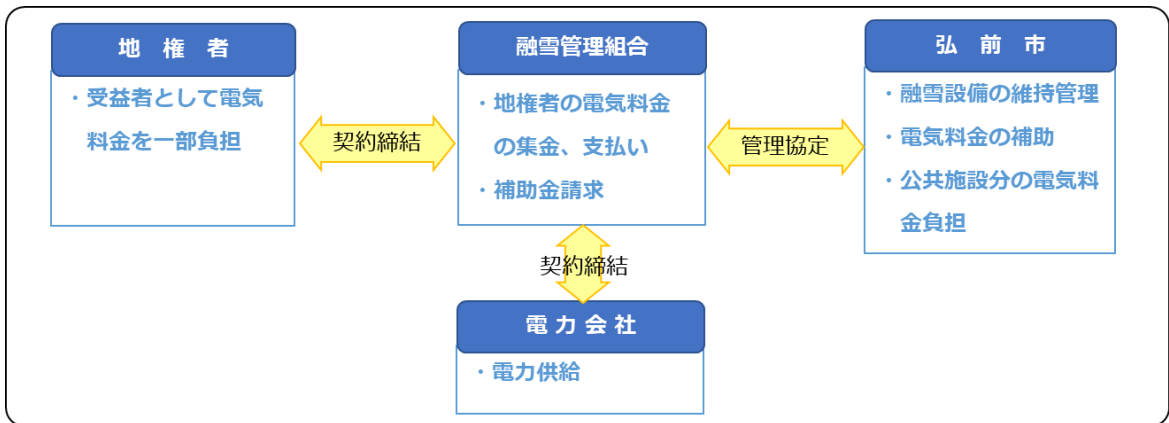 地 権 者
・受益者として電気
料金を一部負担
契約締結
融雪管理組合
・地権者の電気料金
の集金、支払い
・補助金請求
管理協定
弘 前 市
・融雪設備の維持管理
・電気料金の補助
・公共施設分の電気料
金負担
契約締結
電 力 会 社
・電力供給